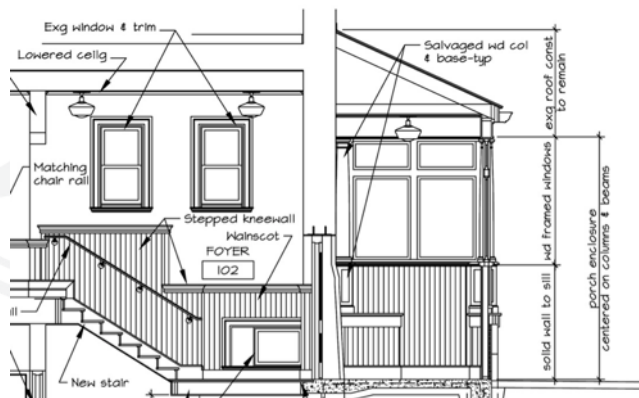 Exg window & trim
Lowered ceilg
Salvaged wd col
& base-typ
exg roof const
to remain
Matching
chair rail
Stepped kneewall
Wainscot
FOYER
102
wd framed windows
solid wall to sill
porch enclosure
centered on columns & beams
New stair